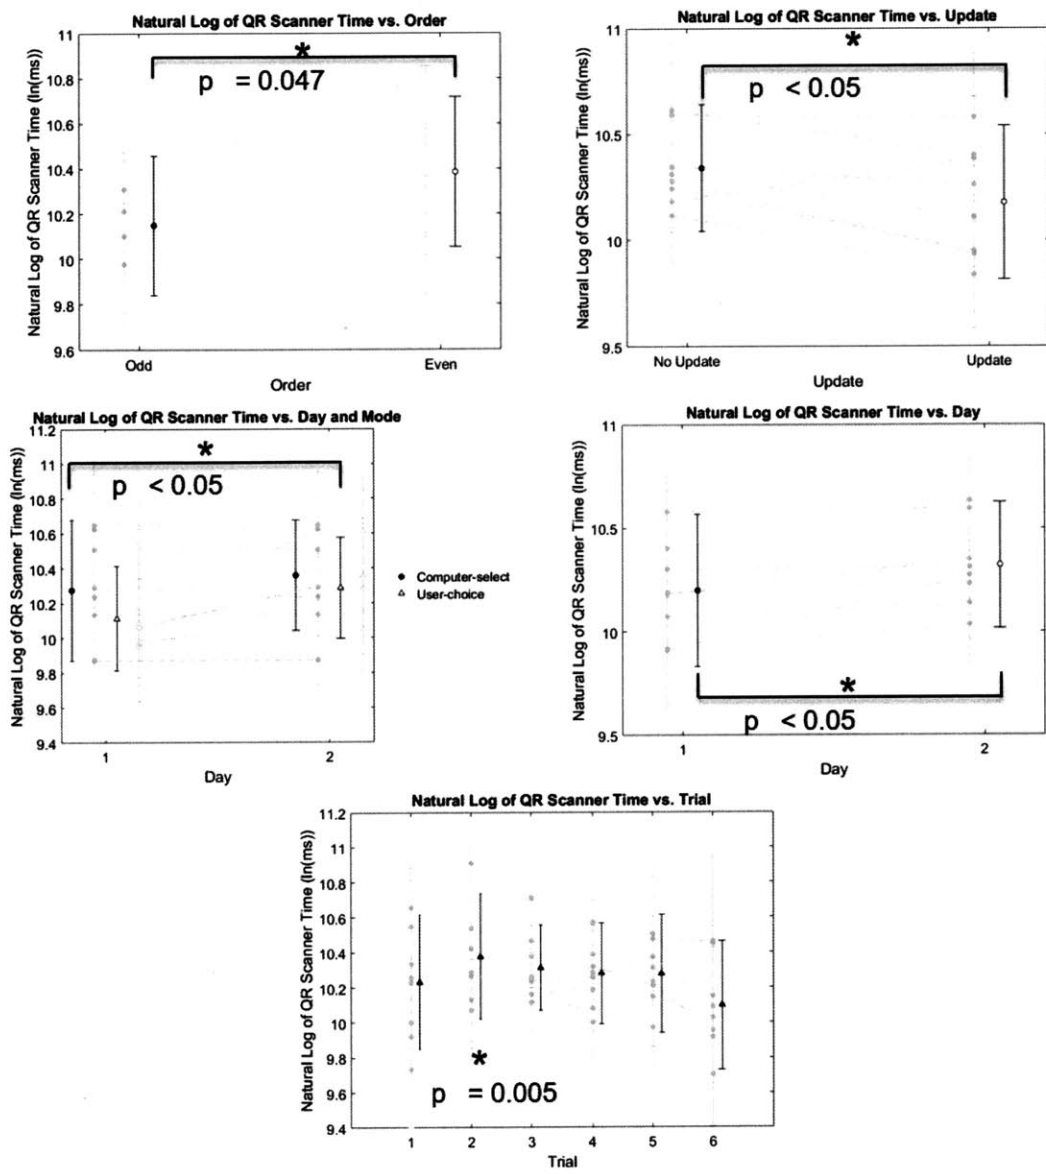 Natural Log of QR Scanner Time vs. Order
Natural Log of QR Scanner Time (ln(ms))
11
10.8
10.6
10.4
10.2
10
9.8
9.6
*
p = 0.047
Odd
Even
Order
Natural Log of QR Scanner Time vs. Update
Natural Log of QR Scanner Time (ln(ms))
11
10.5
10
9.5
*
p < 0.05
No Update
Update
Update
Natural Log of QR Scanner Time vs. Day and Mode
Natural Log of QR Scanner Time (ln(ms))
11.2
11
10.8
10.6
10.4
10.2
10
9.8
9.6
9.4
*
p < 0.05
1
2
Day
Computer-select
User-choice
Natural Log of QR Scanner Time vs. Day
Natural Log of QR Scanner Time (ln(ms))
11
10.5
10
9.5
*
p < 0.05
1
2
Day
Natural Log of QR Scanner Time vs. Trial
Natural Log of QR Scanner Time (ln(ms))
11.2
11
10.8
10.6
10.4
10.2
10
9.8
9.6
9.4
*
p = 0.005
1
2
3
4
5
6
Trial